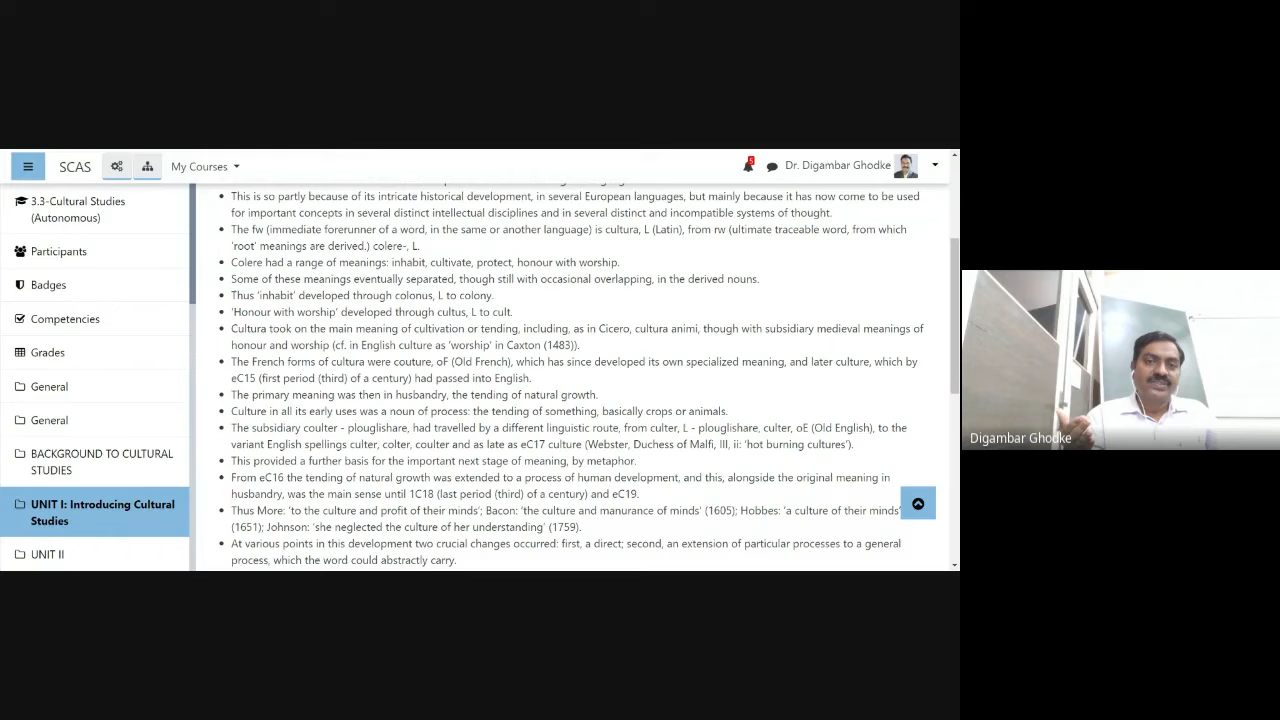 SCAS
My Courses
5
Dr. Digambar Ghodke
3.3-Cultural Studies
(Autonomous)
Participants
Badges
Competencies
Grades
General
General
BACKGROUND TO CULTURAL
STUDIES
UNIT I: Introducing Cultural
Studies
UNIT II
This is so partly because of its intricate historical development, in several European languages, but mainly because it has now come to be used
for important concepts in several distinct intellectual disciplines and in several distinct and incompatible systems of thought.
The fw (immediate forerunner of a word, in the same or another language) is cultura, L (Latin), from rw (ultimate traceable word, from which
'root' meanings are derived.) colere-, L.
Colere had a range of meanings: inhabit, cultivate, protect, honour with worship.
Some of these meanings eventually separated, though still with occasional overlapping, in the derived nouns.
Thus 'inhabit' developed through colonus, L to colony.
'Honour with worship' developed through cultus, L to cult.
Cultura took on the main meaning of cultivation or tending, including, as in Cicero, cultura animi, though with subsidiary medieval meanings of
honour and worship (cf. in English culture as 'worship' in Caxton (1483)).
The French forms of cultura were couture, oF (Old French), which has since developed its own specialized meaning, and later culture, which by
eC15 (first period (third) of a century) had passed into English.
The primary meaning was then in husbandry, the tending of natural growth.
Culture in all its early uses was a noun of process: the tending of something, basically crops or animals.
The subsidiary coulter - plouglishare, had travelled by a different linguistic route, from culter, L - plouglishare, culter, oE (Old English), to the
variant English spellings culter, colter, coulter and as late as eC17 culture (Webster, Duchess of Malfi, III, ii: 'hot burning cultures').
This provided a further basis for the important next stage of meaning, by metaphor.
From eC16 the tending of natural growth was extended to a process of human development, and this, alongside the original meaning in
husbandry, was the main sense until 1C18 (last period (third) of a century) and eC19.
Thus More: 'to the culture and profit of their minds'; Bacon: 'the culture and manurance of minds' (1605); Hobbes: 'a culture of their minds'
(1651); Johnson: 'she neglected the culture of her understanding' (1759).
At various points in this development two crucial changes occurred: first, a direct; second, an extension of particular processes to a general
process, which the word could abstractly carry.
Digambar Ghodke